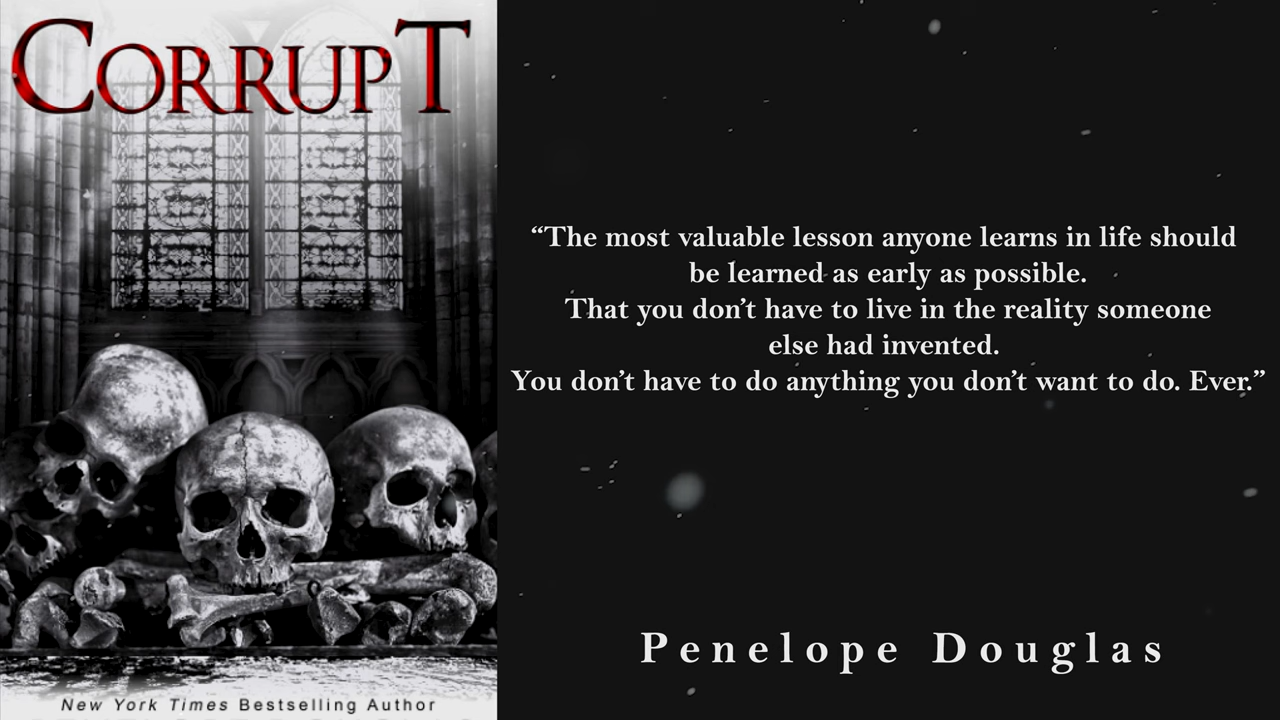 CORRUPT
New York Times Bestselling Author
“The most valuable lesson anyone learns in life should
be learned as early as possible.
That you don’t have to live in the reality someone
else had invented.
You don’t have to do anything you don’t want to do. Ever.”
Penelope Douglas